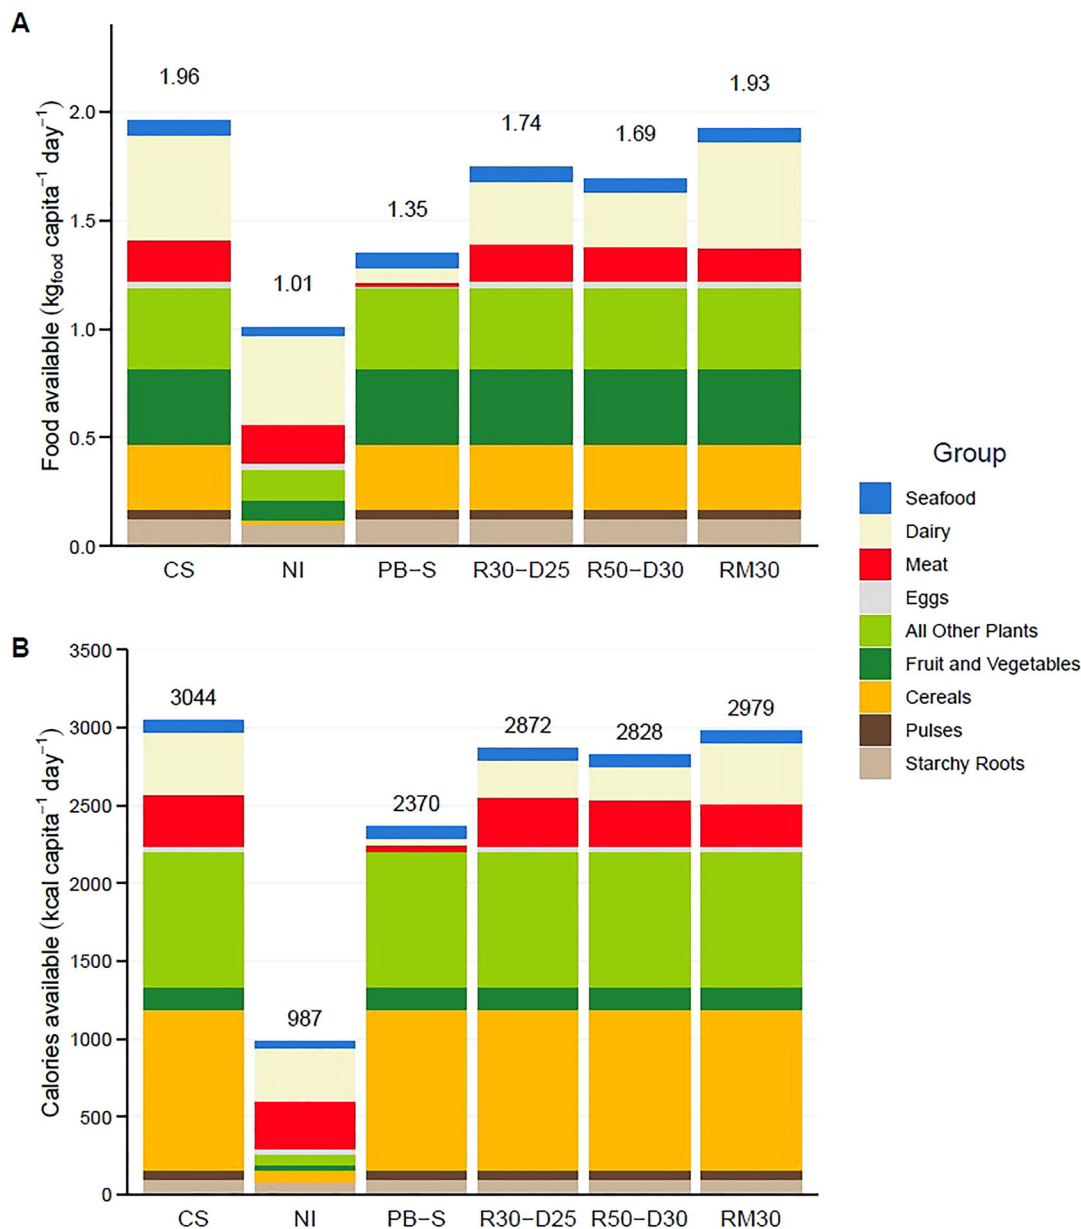 A
Food available (kgfood capita−1 day−1)
2.0
1.5
1.0
0.5
0.0
1.96
1.01
1.35
1.74
1.69
1.93
CS NI PB−S R30−D25 R50−D30 RM30
Group
Seafood
Dairy
Meat
Eggs
All Other Plants
Fruit and Vegetables
Cereals
Pulses
Starchy Roots
B
Calories available (kcal capita−1 day−1)
3500
3000
2500
2000
1500
1000
500
0
3044
987
2370
2872
2828
2979
CS NI PB−S R30−D25 R50−D30 RM30